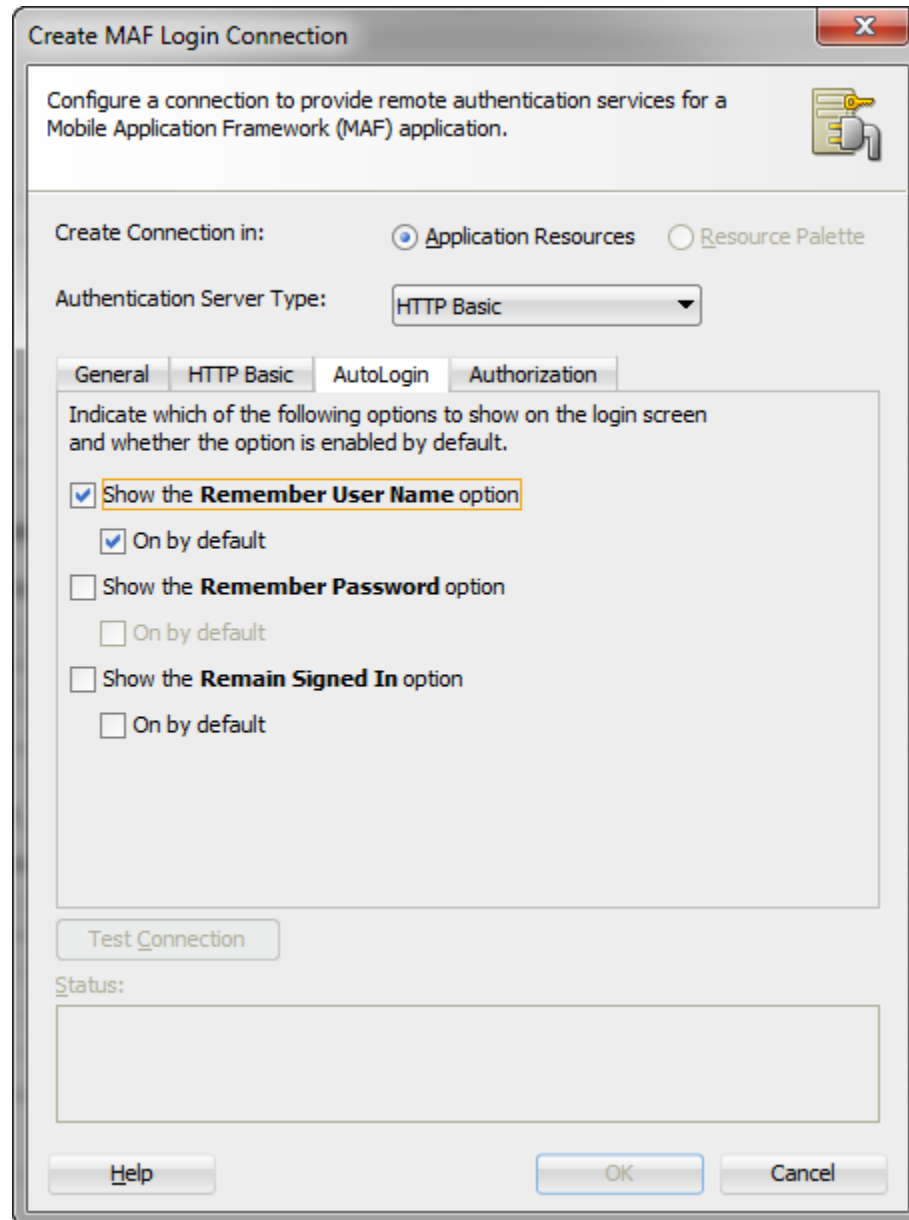 Create MAF Login Connection
Configure a connection to provide remote authentication services for a
Mobile Application Framework (MAF) application.
Create Connection in: Application Resources Resource Palette
Authentication Server Type: HTTP Basic
General HTTP Basic AutoLogin Authorization
Indicate which of the following options to show on the login screen
and whether the option is enabled by default.
Show the Remember User Name option
On by default
Show the Remember Password option
On by default
Show the Remain Signed In option
On by default
Test Connection
Status:
Help OK Cancel